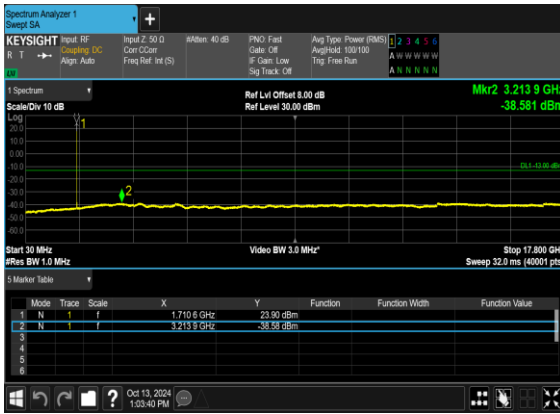 Spectrum Analyzer 1
Swept SA
+
KEYSIGHT
R T
LXI
Input: RF
Coupling: DC
Align: Auto
Input Z: 50 Ω
Corr CCorr
Freq Ref: Int (S)
#Atten: 40 dB
PNO: Fast
Gate: Off
IF Gain: Low
Sig Track: Off
Avg Type: Power (RMS)
Avg|Hold: 100/100
Trig: Free Run
1 2 3 4 5 6
A W W W W W
A N N N N N
1 Spectrum
Scale/Div 10 dB
Ref Lvl Offset 8.00 dB
Ref Level 30.00 dBm
Mkr2 3.213 9 GHz
-38.581 dBm
Log
1
20.0
10.0
0.00
-10.0
DL1 -13.00 dBm
-20.0
-30.0
2
-40.0
-50.0
-60.0
Start 30 MHz
Video BW 3.0 MHz*
Stop 17.800 GHz
#Res BW 1.0 MHz
Sweep 32.0 ms (40001 pts)
5 Marker Table
Mode Trace Scale X Y Function Function Width Function Value
1 N 1 f 1.710 6 GHz 23.90 dBm
2 N 1 f 3.213 9 GHz -38.58 dBm
3
4
5
6
?
Oct 13, 2024
1:03:40 PM